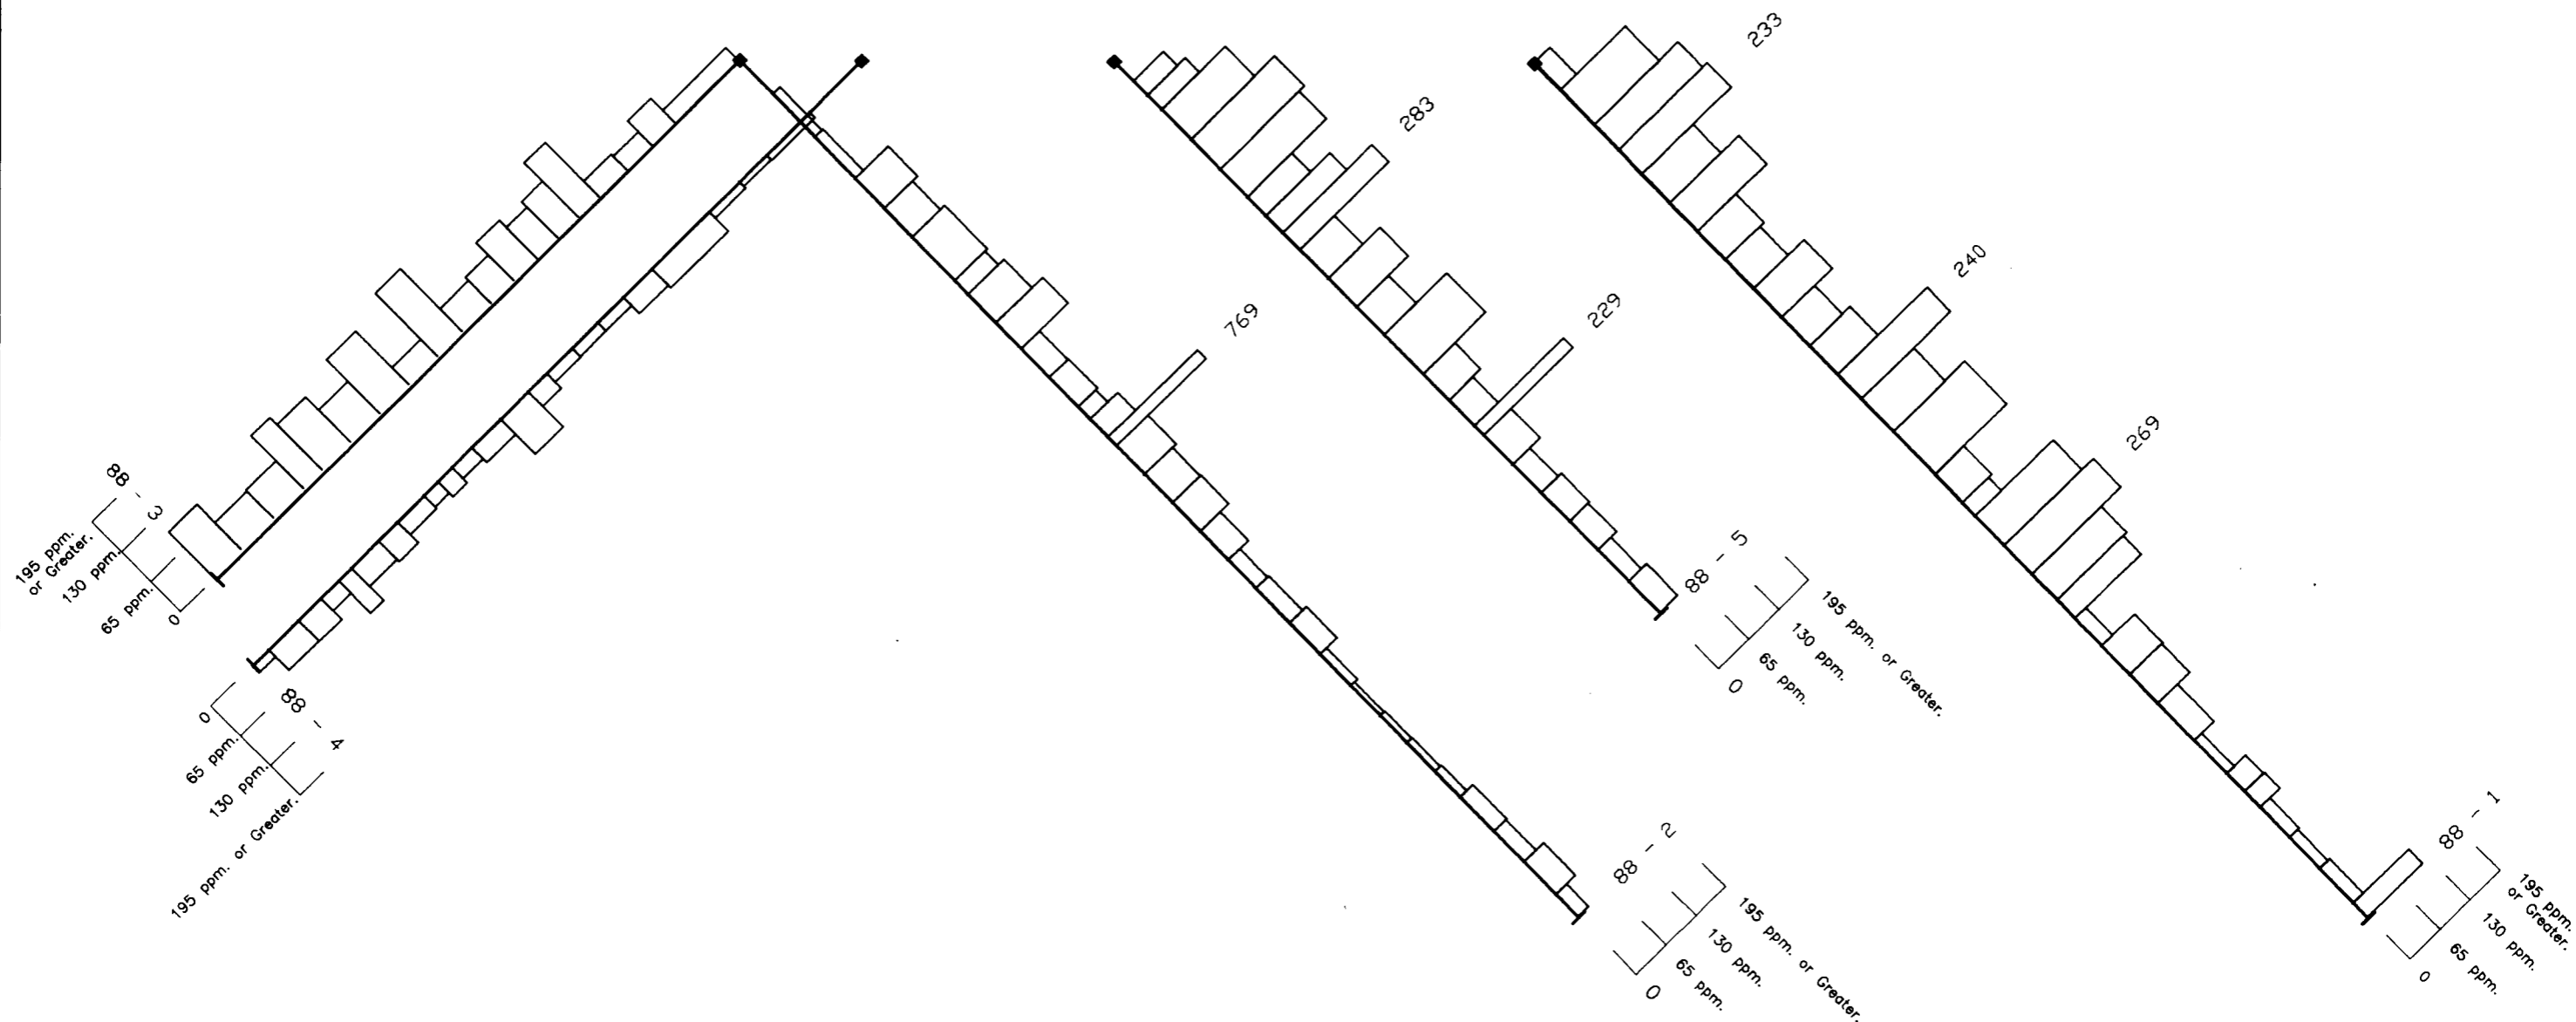 233
283
240
769
229
269
88 - 3
195 ppm.
or Greater.
130 ppm.
65 ppm.
0
88 - 4
0
65 ppm.
130 ppm.
195 ppm. or Greater.
88 - 5
195 ppm. or Greater.
130 ppm.
65 ppm.
0
88 - 2
195 ppm. or Greater.
130 ppm.
65 ppm.
0
88 - 1
195 ppm.
or Greater.
130 ppm.
65 ppm.
0